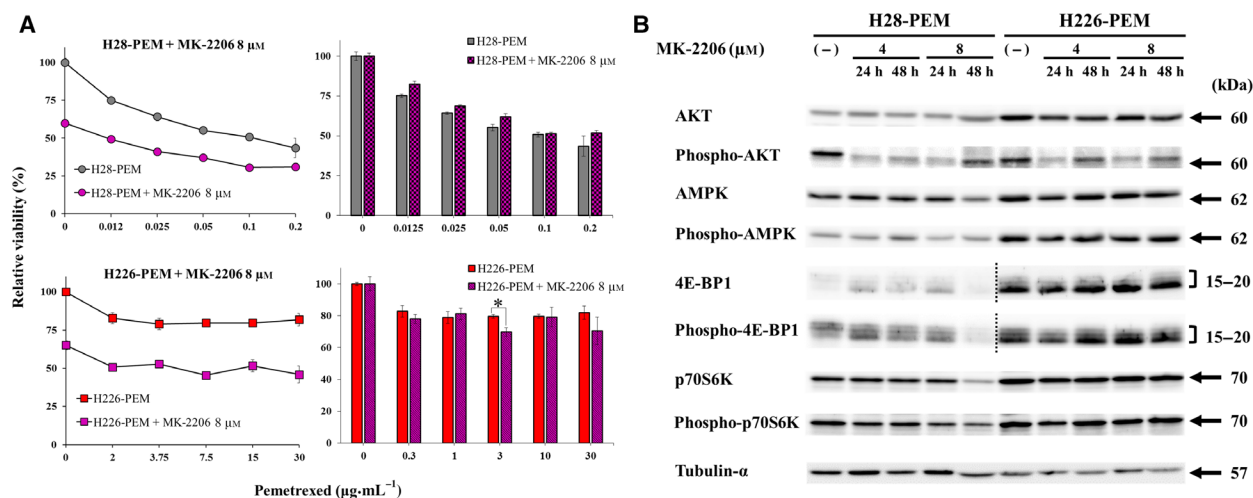 A
H28-PEM + MK-2206 8 µM
100
75
50
25
0
H28-PEM
H28-PEM + MK-2206 8 µM
0 0.012 0.025 0.05 0.1 0.2
100
75
50
25
0
H28-PEM
H28-PEM + MK-2206 8 µM
0 0.0125 0.025 0.05 0.1 0.2
Relative viability (%)
H226-PEM + MK-2206 8 µM
100
75
50
25
0
H226-PEM
H226-PEM + MK-2206 8 µM
0 2 3.75 7.5 15 30
100
80
60
40
20
0
H226-PEM
H226-PEM + MK-2206 8 µM
*
0 0.3 1 3 10 30
Pemetrexed (µg·mL⁻¹)
B
H28-PEM H226-PEM
MK-2206 (µM) (–) 4 8 (–) 4 8
24 h 48 h 24 h 48 h 24 h 48 h 24 h 48 h (kDa)
AKT 60
Phospho-AKT 60
AMPK 62
Phospho-AMPK 62
4E-BP1 15–20
Phospho-4E-BP1 15–20
p70S6K 70
Phospho-p70S6K 70
Tubulin-α 57